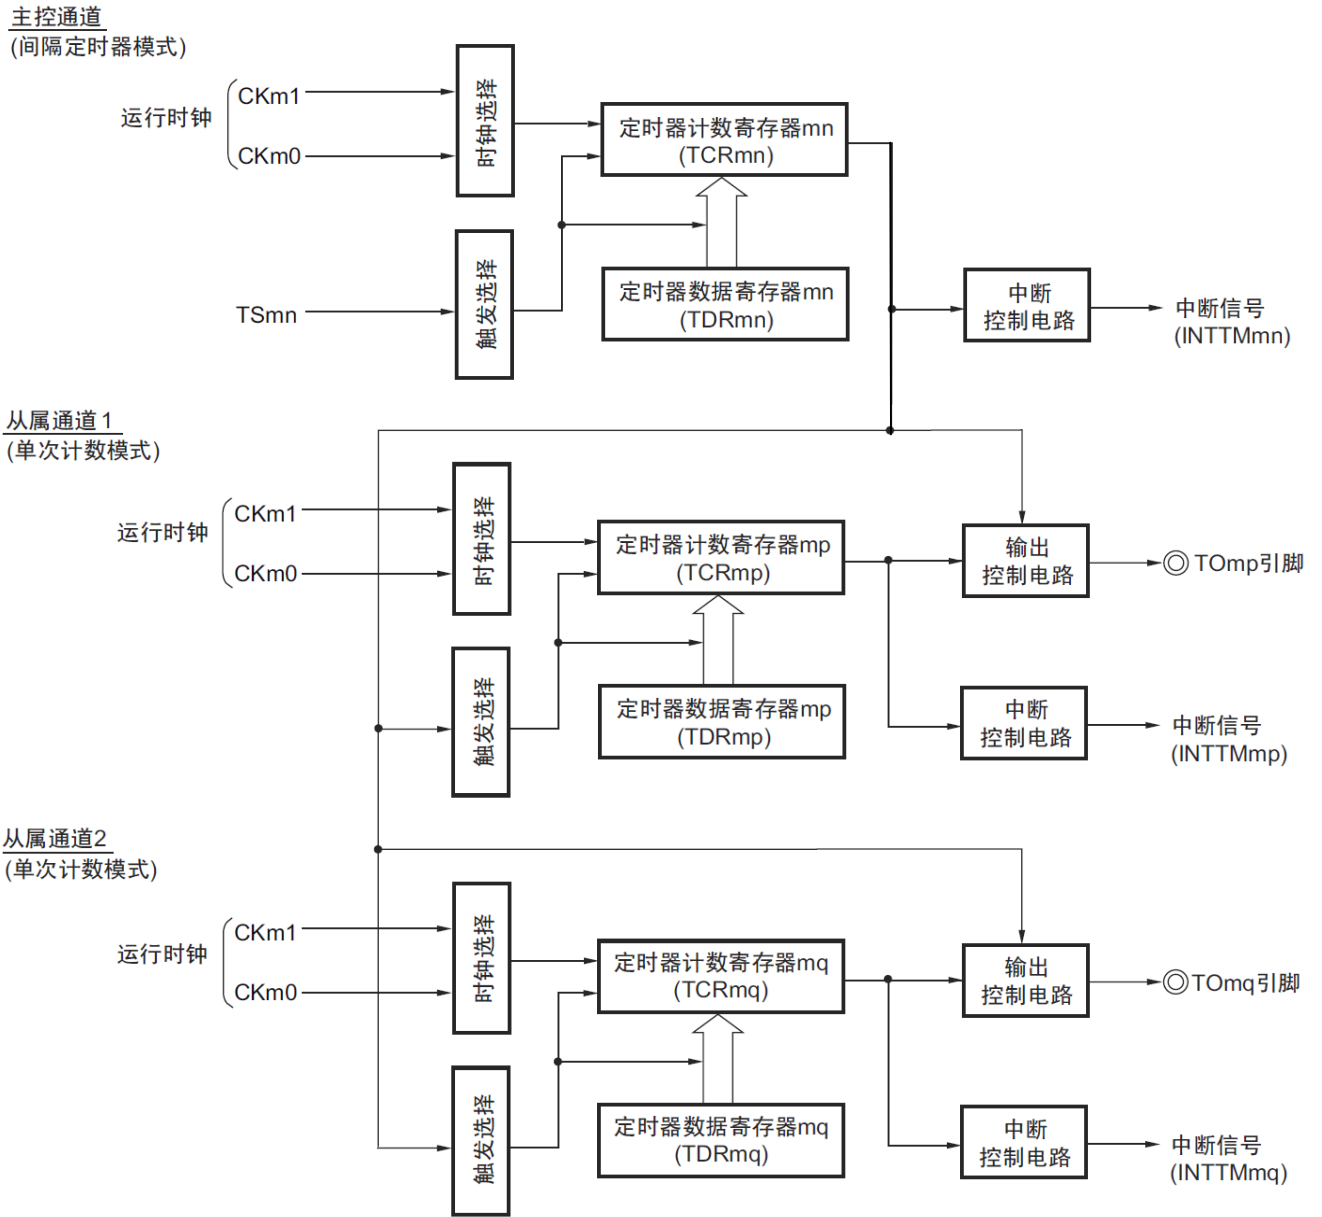 主控通道
(间隔定时器模式)
运行时钟
CKm1
CKm0
时钟选择
定时器计数寄存器mn
(TCRmn)
TSmn
触发选择
定时器数据寄存器mn
(TDRmn)
中断
控制电路
中断信号
(INTTMmn)
从属通道1
(单次计数模式)
运行时钟
CKm1
CKm0
时钟选择
定时器计数寄存器mp
(TCRmp)
输出
控制电路
TOmp引脚
触发选择
定时器数据寄存器mp
(TDRmp)
中断
控制电路
中断信号
(INTTMmp)
从属通道2
(单次计数模式)
运行时钟
CKm1
CKm0
时钟选择
定时器计数寄存器mq
(TCRmq)
输出
控制电路
TOmq引脚
触发选择
定时器数据寄存器mq
(TDRmq)
中断
控制电路
中断信号
(INTTMmq)